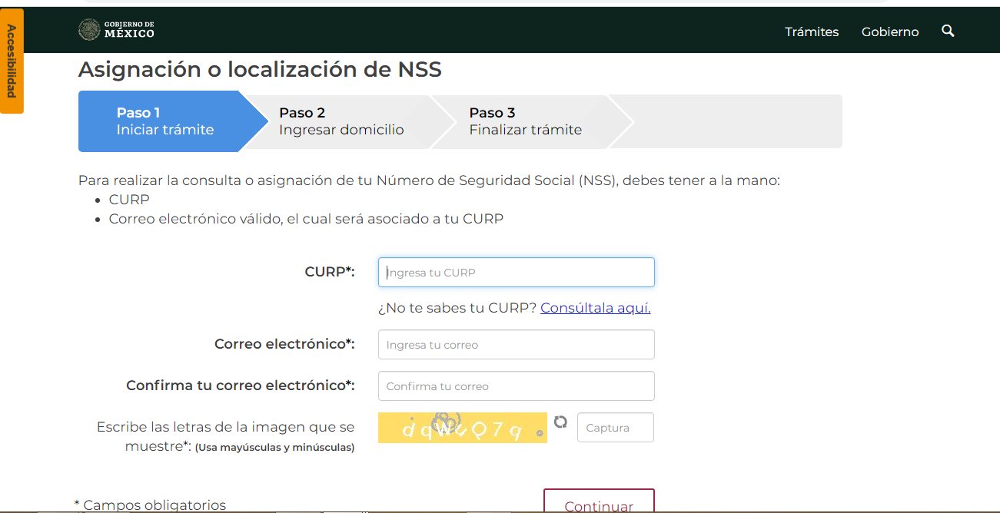 Accesibilidad
GOBIERNO DE
MÉXICO
Trámites Gobierno
Asignación o localización de NSS
Paso 1
Iniciar trámite
Paso 2
Ingresar domicilio
Paso 3
Finalizar trámite
Para realizar la consulta o asignación de tu Número de Seguridad Social (NSS), debes tener a la mano:
CURP
Correo electrónico válido, el cual será asociado a tu CURP
CURP*: Ingresa tu CURP
¿No te sabes tu CURP? Consúltala aquí.
Correo electrónico*: Ingresa tu correo
Confirma tu correo electrónico*: Confirma tu correo
Escribe las letras de la imagen que se
muestre*: (Usa mayúsculas y minúsculas)
Captura
* Campos obligatorios
Continuar